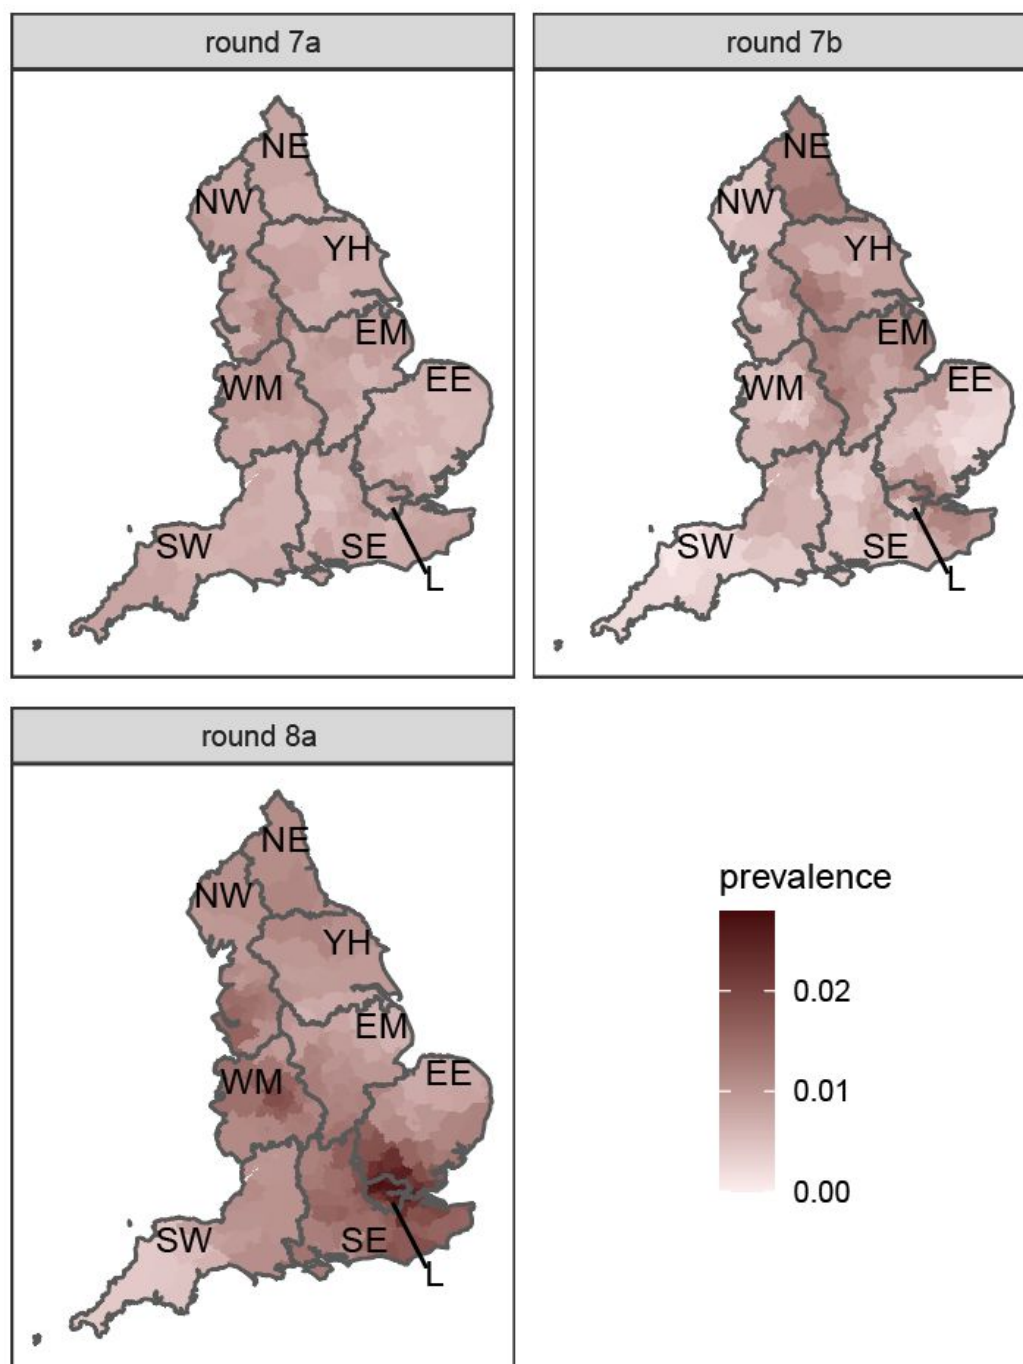 round 7a
round 7b
NE
NW
YH
EM
WM
EE
SW
SE
L
NE
NW
YH
EM
WM
EE
SW
SE
L
round 8a
NE
NW
YH
EM
WM
EE
SW
SE
L
prevalence
0.02
0.01
0.00